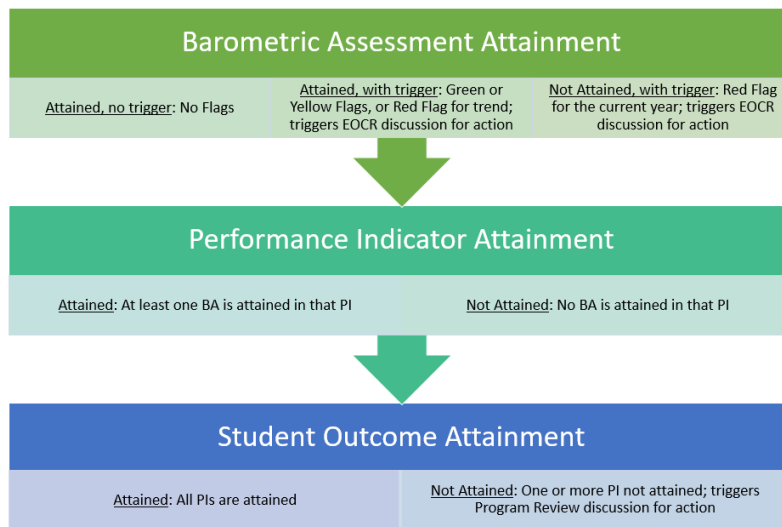 Barometric Assessment Attainment
Attained, no trigger: No Flags
Attained, with trigger: Green or
Yellow Flags, or Red Flag for trend;
triggers EOCR discussion for action
Not Attained, with trigger: Red Flag
for the current year; triggers EOCR
discussion for action
Performance Indicator Attainment
Attained: At least one BA is attained in that PI
Not Attained: No BA is attained in that PI
Student Outcome Attainment
Attained: All PIs are attained
Not Attained: One or more PI not attained; triggers
Program Review discussion for action